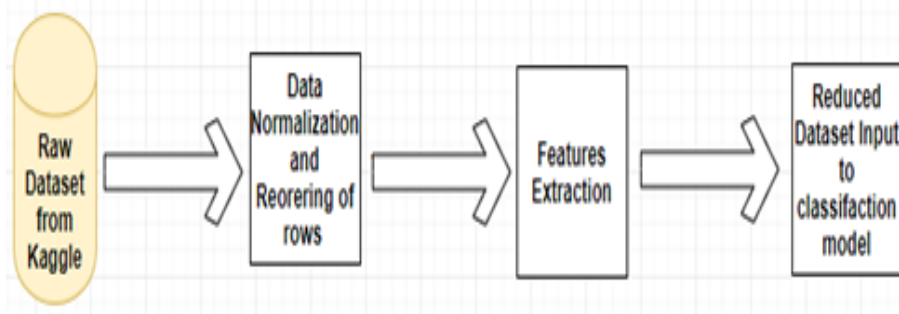 Raw
Dataset
from
Kaggle
Data
Normalization
and
Reorering of
rows
Features
Extraction
Reduced
Dataset Input
to
classifaction
model